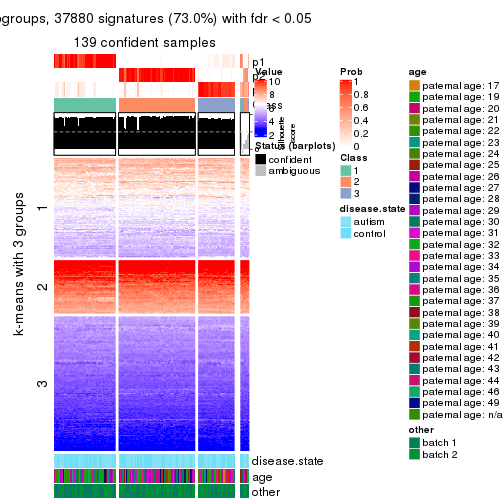 ogroups, 37880 signatures (73.0%) with fdr < 0.05
139 confident samples
p1
p2
k-means with 3 groups
1
2
3
Value
10
8
6
4
2
Silhouette
score
Status (barplots)
confident
ambiguous
Prob
1
0.8
0.6
0.4
0.2
0
Class
1
2
3
disease.state
autism
control
age
paternal age: 17
paternal age: 19
paternal age: 20
paternal age: 21
paternal age: 22
paternal age: 23
paternal age: 24
paternal age: 25
paternal age: 26
paternal age: 27
paternal age: 28
paternal age: 29
paternal age: 30
paternal age: 31
paternal age: 32
paternal age: 33
paternal age: 34
paternal age: 35
paternal age: 36
paternal age: 37
paternal age: 38
paternal age: 39
paternal age: 40
paternal age: 41
paternal age: 42
paternal age: 43
paternal age: 44
paternal age: 46
paternal age: 49
paternal age: n/a
other
batch 1
batch 2
disease.state
age
other